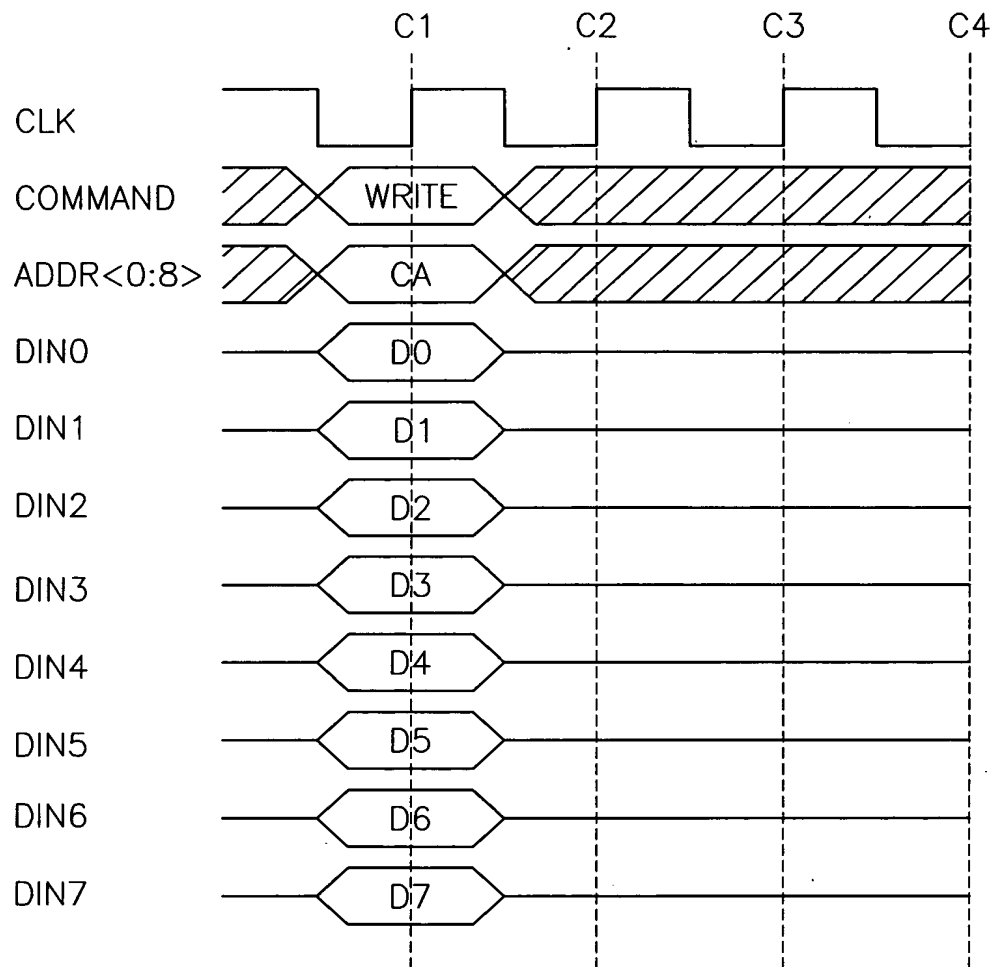 C1 C2 C3 C4
CLK
COMMAND WRITE
ADDR<0:8> CA
DIN0 D0
DIN1 D1
DIN2 D2
DIN3 D3
DIN4 D4
DIN5 D5
DIN6 D6
DIN7 D7